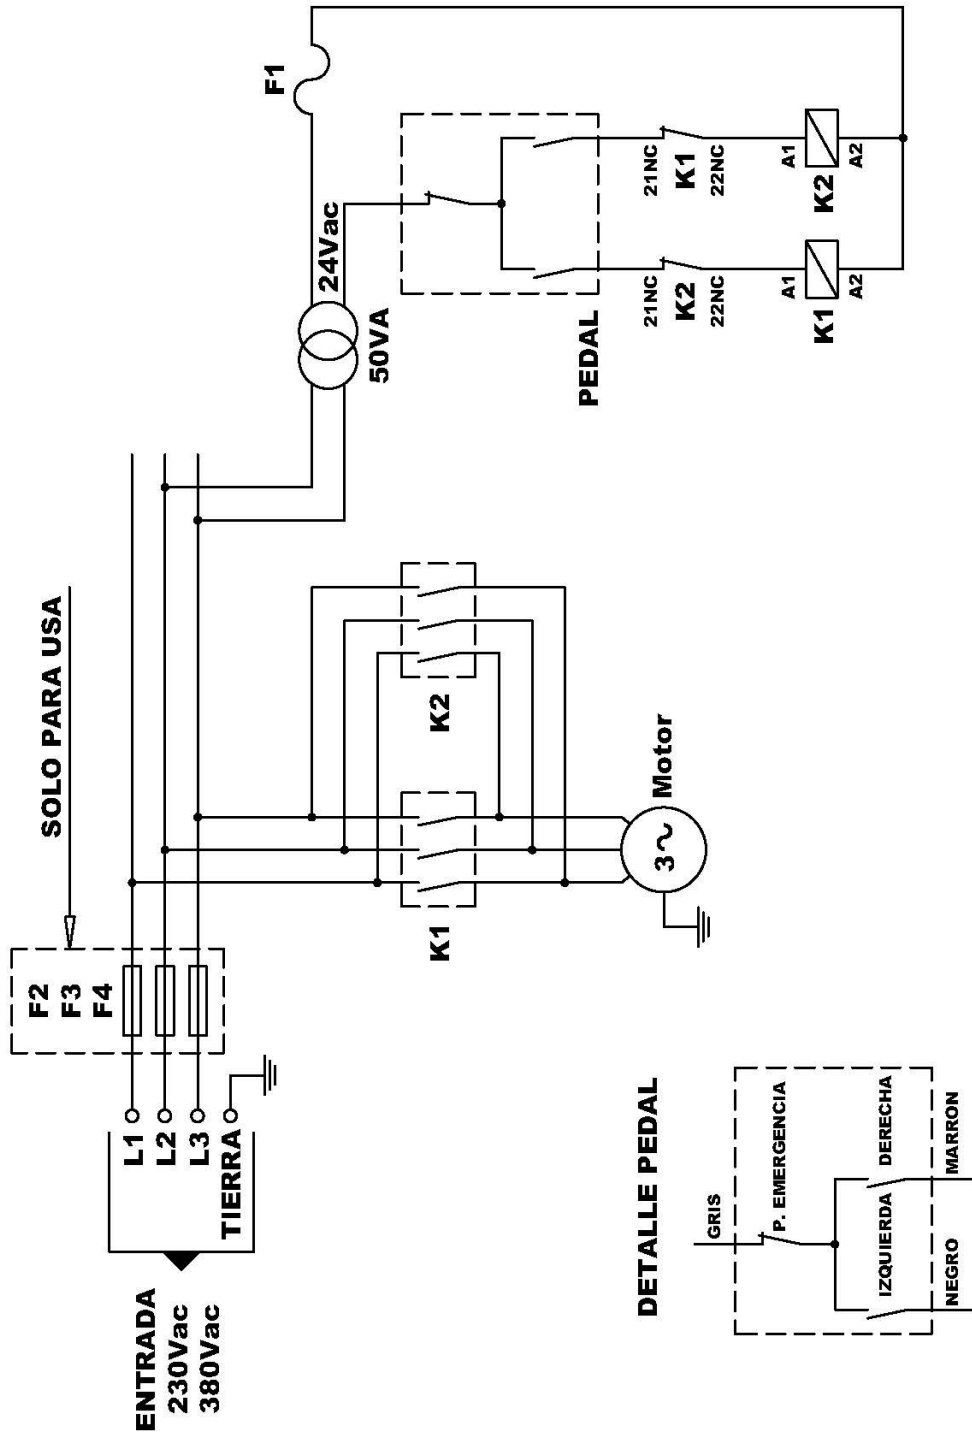 SOLO PARA USA
F2
F3
F4
ENTRADA
230Vac
380Vac
L1
L2
L3
TIERRA
K1
K2
Motor
3~
24Vac
50VA
F1
PEDAL
21NC
K2
22NC
21NC
K1
22NC
A1
K1
A2
A1
K2
A2
DETALLE PEDAL
GRIS
P. EMERGENCIA
IZQUIERDA
DERECHA
NEGRO
MARRON